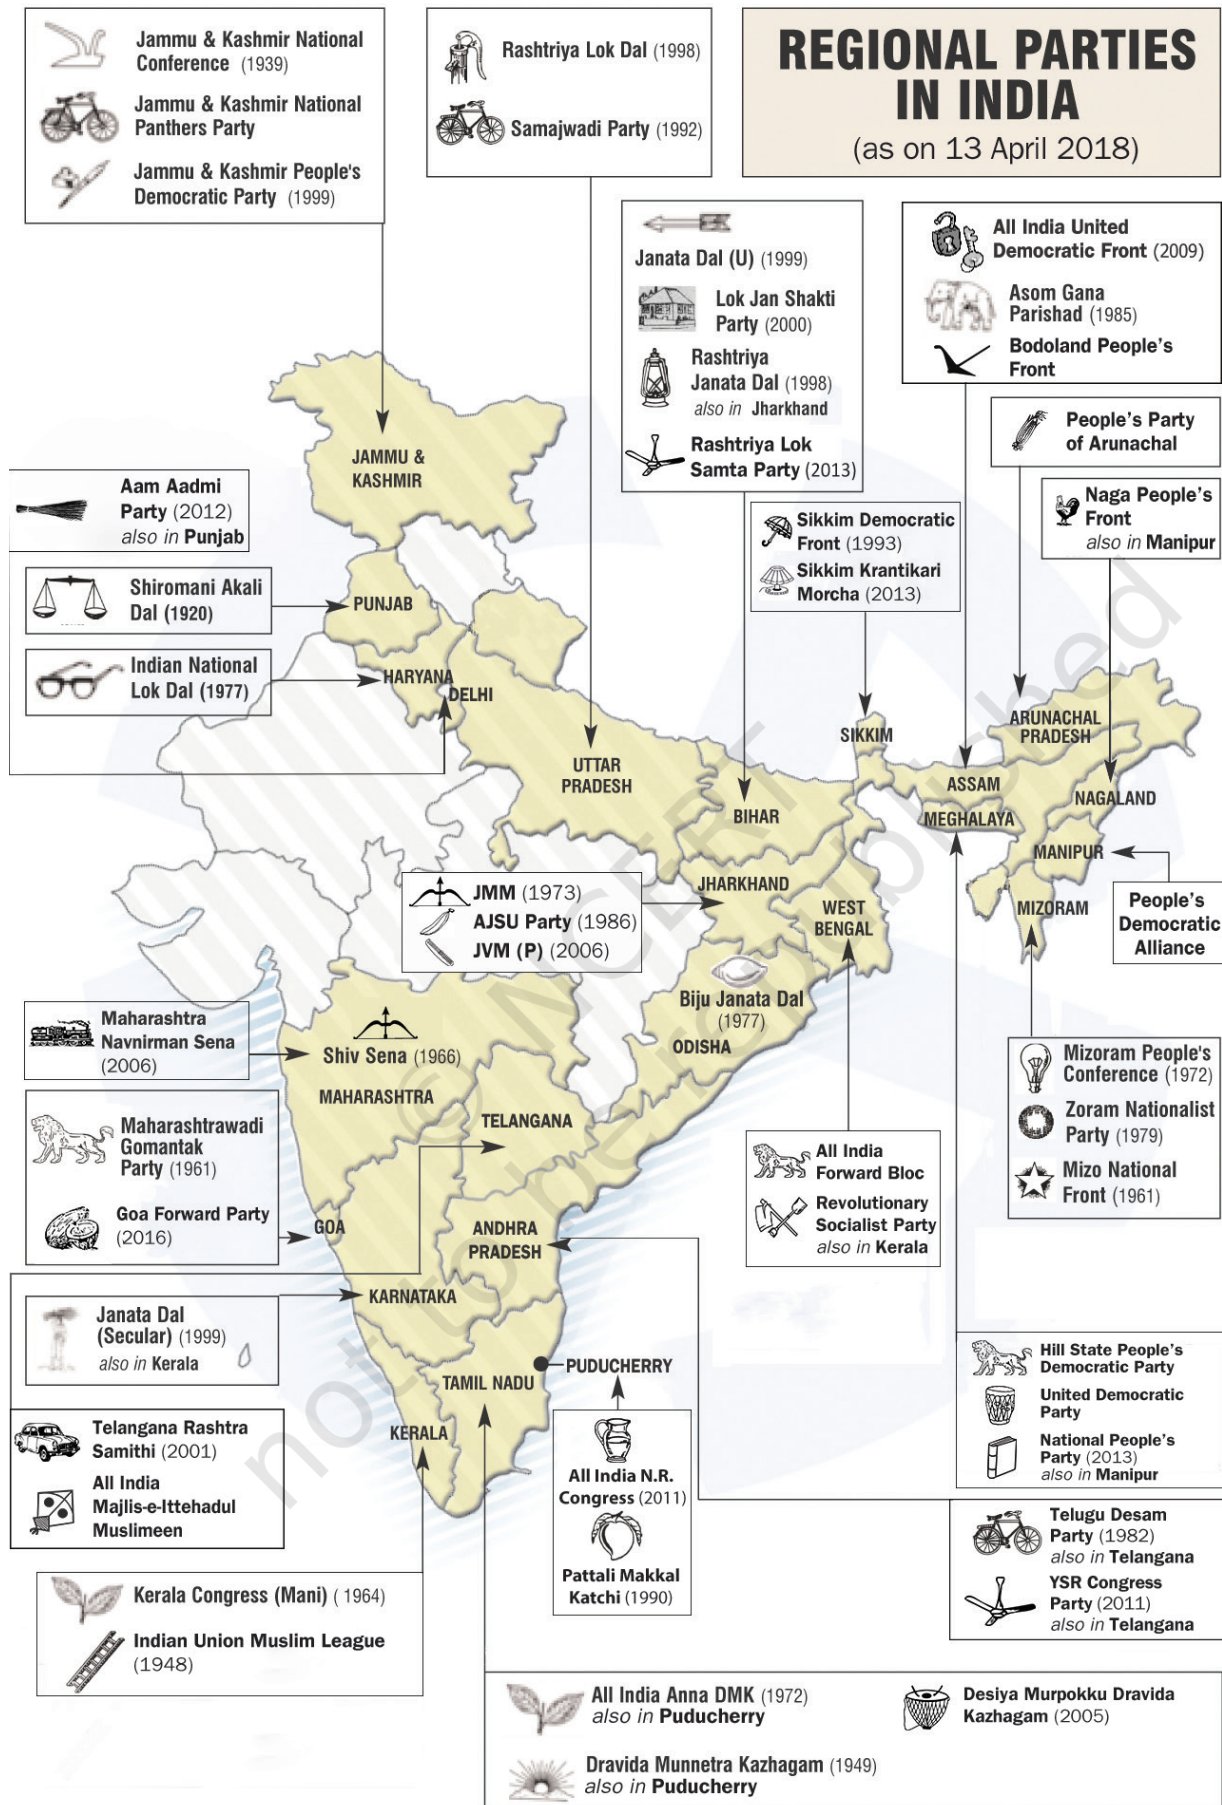 Jammu & Kashmir National
Conference (1939)
Jammu & Kashmir National
Panthers Party
Jammu & Kashmir People's
Democratic Party (1999)
Rashtriya Lok Dal (1998)
Samajwadi Party (1992)
REGIONAL PARTIES
IN INDIA
(as on 13 April 2018)
Janata Dal (U) (1999)
Lok Jan Shakti
Party (2000)
Rashtriya
Janata Dal (1998)
also in Jharkhand
Rashtriya Lok
Samta Party (2013)
All India United
Democratic Front (2009)
Asom Gana
Parishad (1985)
Bodoland People's
Front
People's Party
of Arunachal
Naga People's
Front
also in Manipur
Sikkim Democratic
Front (1993)
Sikkim Krantikari
Morcha (2013)
Aam Aadmi
Party (2012)
also in Punjab
Shiromani Akali
Dal (1920)
Indian National
Lok Dal (1977)
JAMMU &
KASHMIR
PUNJAB
HARYANA
DELHI
UTTAR
PRADESH
BIHAR
SIKKIM
ARUNACHAL
PRADESH
ASSAM
NAGALAND
MEGHALAYA
MANIPUR
MIZORAM
JHARKHAND
WEST
BENGAL
People's
Democratic
Alliance
JMM (1973)
AJSU Party (1986)
JVM (P) (2006)
Biju Janata Dal
(1977)
ODISHA
Maharashtra
Navnirman Sena
(2006)
Shiv Sena (1966)
MAHARASHTRA
TELANGANA
Mizoram People's
Conference (1972)
Zoram Nationalist
Party (1979)
Mizo National
Front (1961)
Maharashtrawadi
Gomantak
Party (1961)
Goa Forward Party
(2016)
GOA
ANDHRA
PRADESH
All India
Forward Bloc
Revolutionary
Socialist Party
also in Kerala
KARNATAKA
Janata Dal
(Secular) (1999)
also in Kerala
TAMIL NADU
PUDUCHERRY
KERALA
Hill State People's
Democratic Party
United Democratic
Party
National People's
Party (2013)
also in Manipur
Telangana Rashtra
Samithi (2001)
All India
Majlis-e-Ittehadul
Muslimeen
All India N.R.
Congress (2011)
Pattali Makkal
Katchi (1990)
Telugu Desam
Party (1982)
also in Telangana
YSR Congress
Party (2011)
also in Telangana
Kerala Congress (Mani) ( 1964)
Indian Union Muslim League
(1948)
All India Anna DMK (1972)
also in Puducherry
Desiya Murpokku Dravida
Kazhagam (2005)
Dravida Munnetra Kazhagam (1949)
also in Puducherry
© NCERT
not to be republished